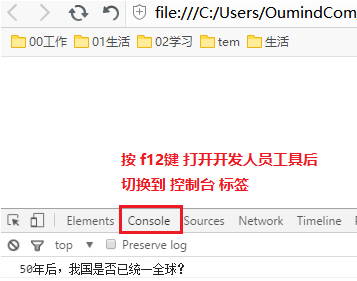 file:///C:/Users/OumindCom
00工作 01生活 02学习 tem 生活
按 f12键 打开开发人员工具后
切换到 控制台 标签
Elements Console Sources Network Timeline
top Preserve log
50年后，我国是否已统一全球？